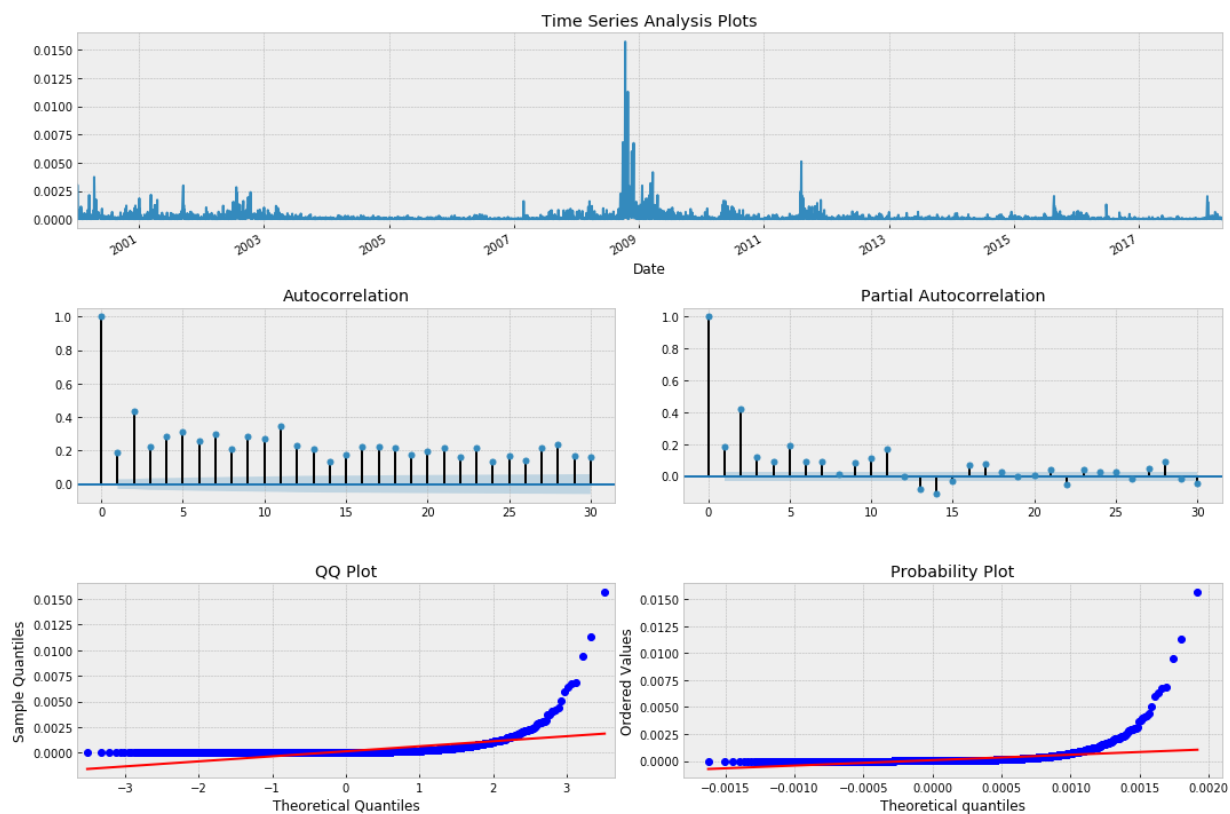 Time Series Analysis Plots
0.0150
0.0125
0.0100
0.0075
0.0050
0.0025
0.0000
2001 2003 2005 2007 2009 2011 2013 2015 2017
Date
Autocorrelation
1.0
0.8
0.6
0.4
0.2
0.0
0 5 10 15 20 25 30
Partial Autocorrelation
1.0
0.8
0.6
0.4
0.2
0.0
0 5 10 15 20 25 30
QQ Plot
Sample Quantiles
0.0150
0.0125
0.0100
0.0075
0.0050
0.0025
0.0000
−3 −2 −1 0 1 2 3
Theoretical Quantiles
Probability Plot
Ordered Values
0.0150
0.0125
0.0100
0.0075
0.0050
0.0025
0.0000
−0.0015 −0.0010 −0.0005 0.0000 0.0005 0.0010 0.0015 0.0020
Theoretical quantiles